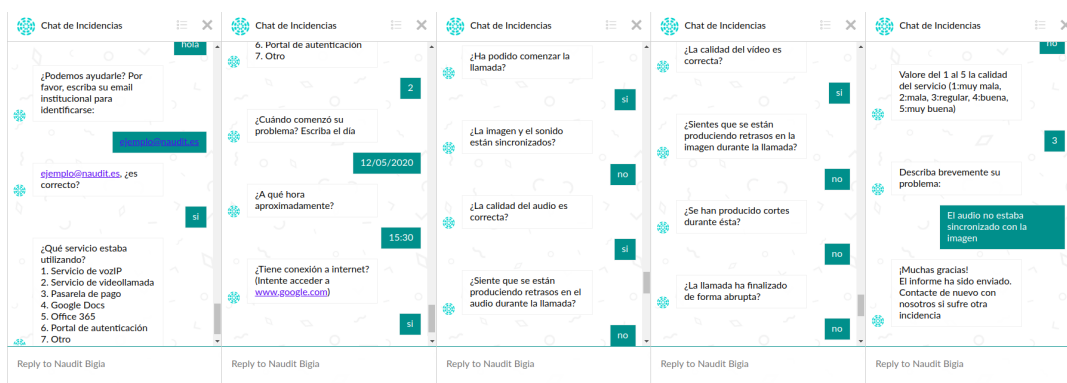 Chat de Incidencias
hola
¿Podemos ayudarle? Por
favor, escriba su email
institucional para
identificarse:
ejemplo@naudit.es
ejemplo@naudit.es, ¿es
correcto?
si
¿Qué servicio estaba
utilizando?
1. Servicio de vozIP
2. Servicio de videollamada
3. Pasarela de pago
4. Google Docs
5. Office 365
6. Portal de autenticación
7. Otro
Reply to Naudit Bigia
Chat de Incidencias
6. Portal de autenticación
7. Otro
2
¿Cuándo comenzó su
problema? Escriba el día
12/05/2020
¿A qué hora
aproximadamente?
15:30
¿Tiene conexión a internet?
(Intente acceder a
www.google.com)
si
Reply to Naudit Bigia
Chat de Incidencias
¿Ha podido comenzar la
llamada?
si
¿La imagen y el sonido
están sincronizados?
no
¿La calidad del audio es
correcta?
si
¿Siente que se están
produciendo retrasos en el
audio durante la llamada?
no
Reply to Naudit Bigia
Chat de Incidencias
¿La calidad del vídeo es
correcta?
si
¿Sientes que se están
produciendo retrasos en la
imagen durante la llamada?
no
¿Se han producido cortes
durante ésta?
no
¿La llamada ha finalizado
de forma abrupta?
no
Reply to Naudit Bigia
Chat de Incidencias
no
Valore del 1 al 5 la calidad
del servicio (1:muy mala,
2:mala, 3:regular, 4:buena,
5:muy buena)
3
Describa brevemente su
problema:
El audio no estaba
sincronizado con la
imagen
¡Muchas gracias!
El informe ha sido enviado.
Contacte de nuevo con
nosotros si sufre otra
incidencia
Reply to Naudit Bigia